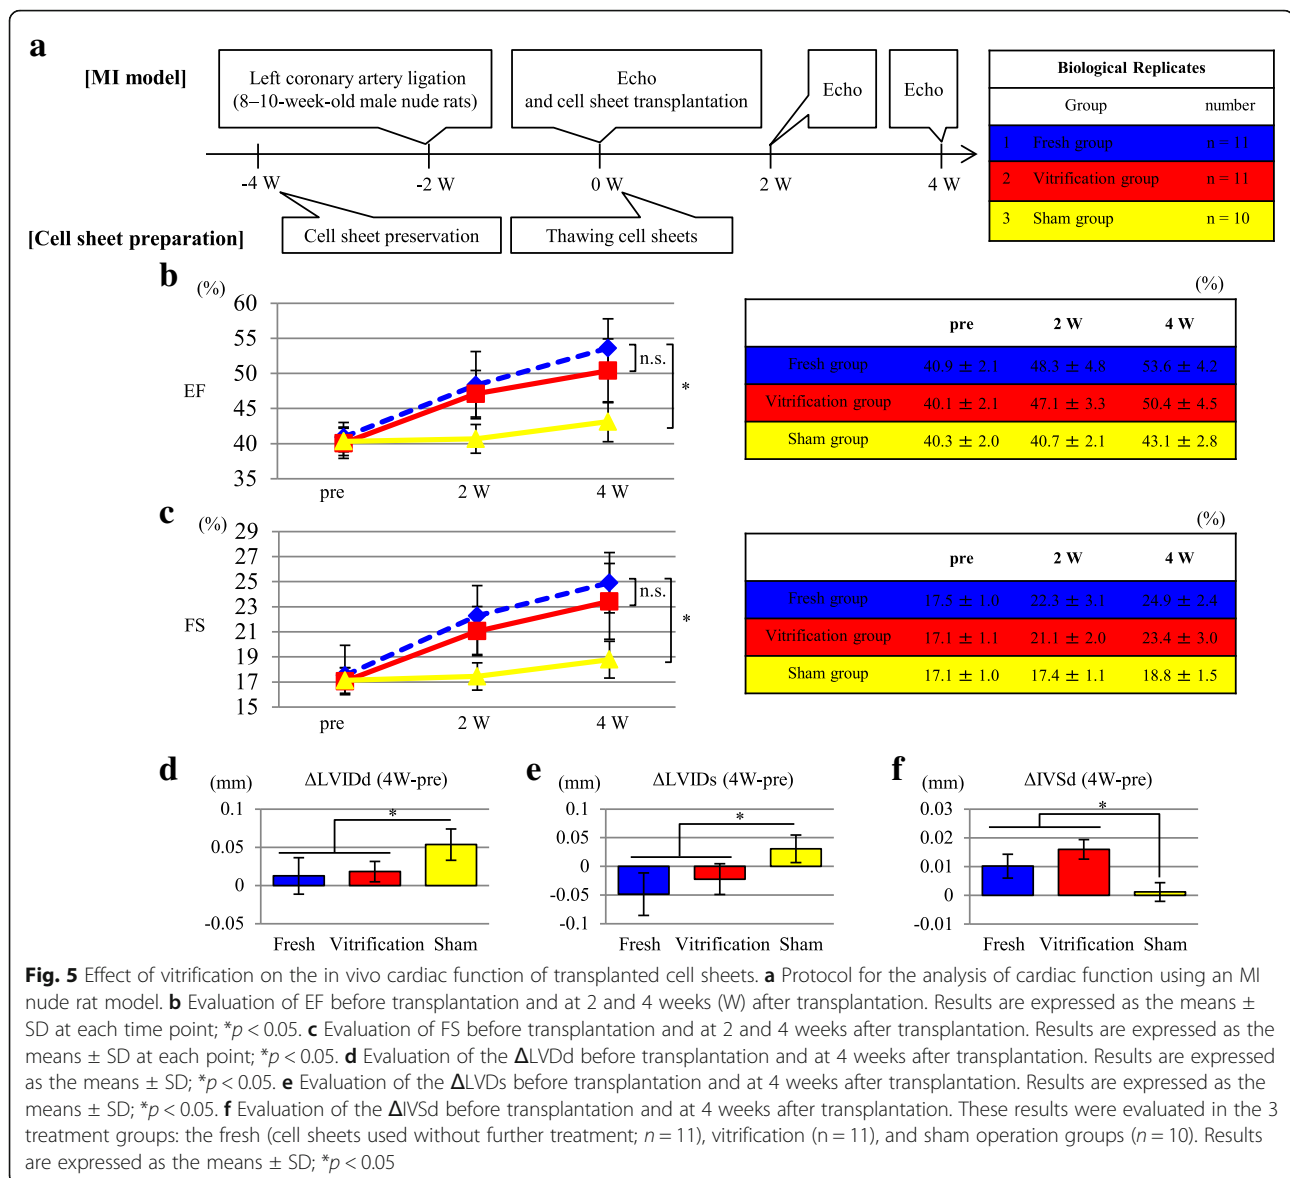 a
[MI model]
Left coronary artery ligation
(8–10-week-old male nude rats)
Echo
and cell sheet transplantation
Echo
Echo
-4 W
-2 W
0 W
2 W
4 W
[Cell sheet preparation]
Cell sheet preservation
Thawing cell sheets
Biological Replicates
Group number
1 Fresh group n = 11
2 Vitrification group n = 11
3 Sham group n = 10
b
(%)
60
55
50
45
40
35
EF
n.s.
*
pre 2 W 4 W
(%)
pre 2 W 4 W
Fresh group 40.9 ± 2.1 48.3 ± 4.8 53.6 ± 4.2
Vitrification group 40.1 ± 2.1 47.1 ± 3.3 50.4 ± 4.5
Sham group 40.3 ± 2.0 40.7 ± 2.1 43.1 ± 2.8
c
(%)
29
27
25
23
21
19
17
15
FS
n.s.
*
pre 2 W 4 W
(%)
pre 2 W 4 W
Fresh group 17.5 ± 1.0 22.3 ± 3.1 24.9 ± 2.4
Vitrification group 17.1 ± 1.1 21.1 ± 2.0 23.4 ± 3.0
Sham group 17.1 ± 1.0 17.4 ± 1.1 18.8 ± 1.5
d
(mm)
ΔLVIDd (4W-pre)
0.1
0.05
0
-0.05
*
Fresh Vitrification Sham
e
(mm)
ΔLVIDs (4W-pre)
0.1
0.05
0
-0.05
-0.1
*
Fresh Vitrification Sham
f
(mm)
ΔIVSd (4W-pre)
0.03
0.02
0.01
0
-0.01
*
Fresh Vitrification Sham
Fig. 5 Effect of vitrification on the in vivo cardiac function of transplanted cell sheets. a Protocol for the analysis of cardiac function using an MI
nude rat model. b Evaluation of EF before transplantation and at 2 and 4 weeks (W) after transplantation. Results are expressed as the means ±
SD at each time point; *p < 0.05. c Evaluation of FS before transplantation and at 2 and 4 weeks after transplantation. Results are expressed as the
means ± SD at each point; *p < 0.05. d Evaluation of the ΔLVDd before transplantation and at 4 weeks after transplantation. Results are expressed
as the means ± SD; *p < 0.05. e Evaluation of the ΔLVDs before transplantation and at 4 weeks after transplantation. Results are expressed as the
means ± SD; *p < 0.05. f Evaluation of the ΔIVSd before transplantation and at 4 weeks after transplantation. These results were evaluated in the 3
treatment groups: the fresh (cell sheets used without further treatment; n = 11), vitrification (n = 11), and sham operation groups (n = 10). Results
are expressed as the means ± SD; *p < 0.05